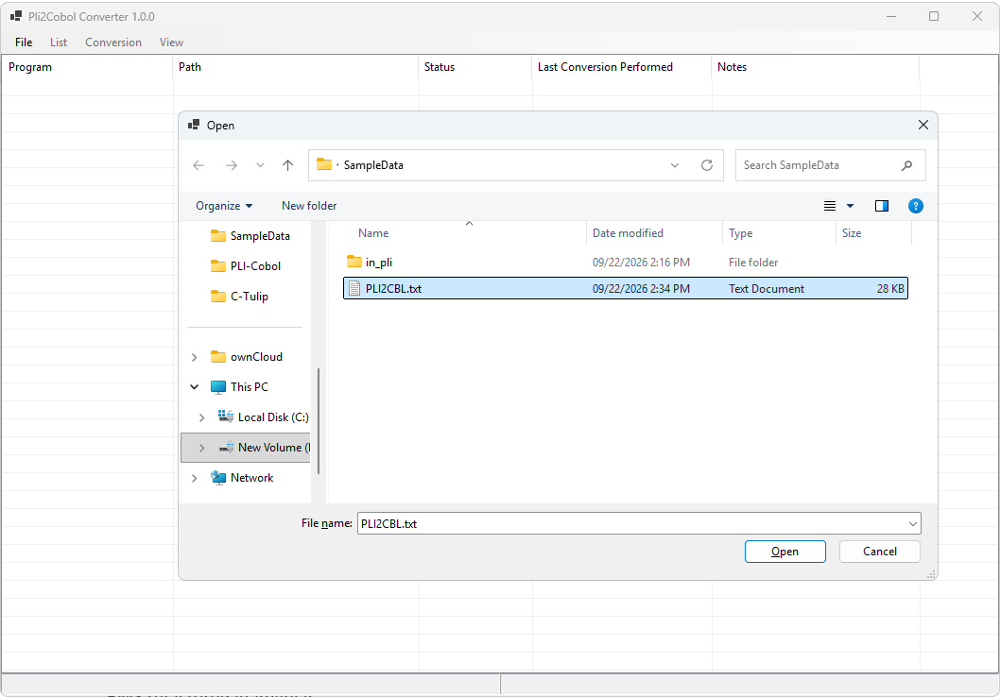 Pli2Cobol Converter 1.0.0
File List Conversion View
Program Path Status Last Conversion Performed Notes
Open
SampleData Search SampleData
Organize New folder
Name Date modified Type Size
SampleData
PLI-Cobol
C-Tulip
ownCloud
This PC
Local Disk (C:)
New Volume (
Network
in_pli 09/22/2026 2:16 PM File folder
PLI2CBL.txt 09/22/2026 2:34 PM Text Document 28 KB
File name: PLI2CBL.txt
Open Cancel